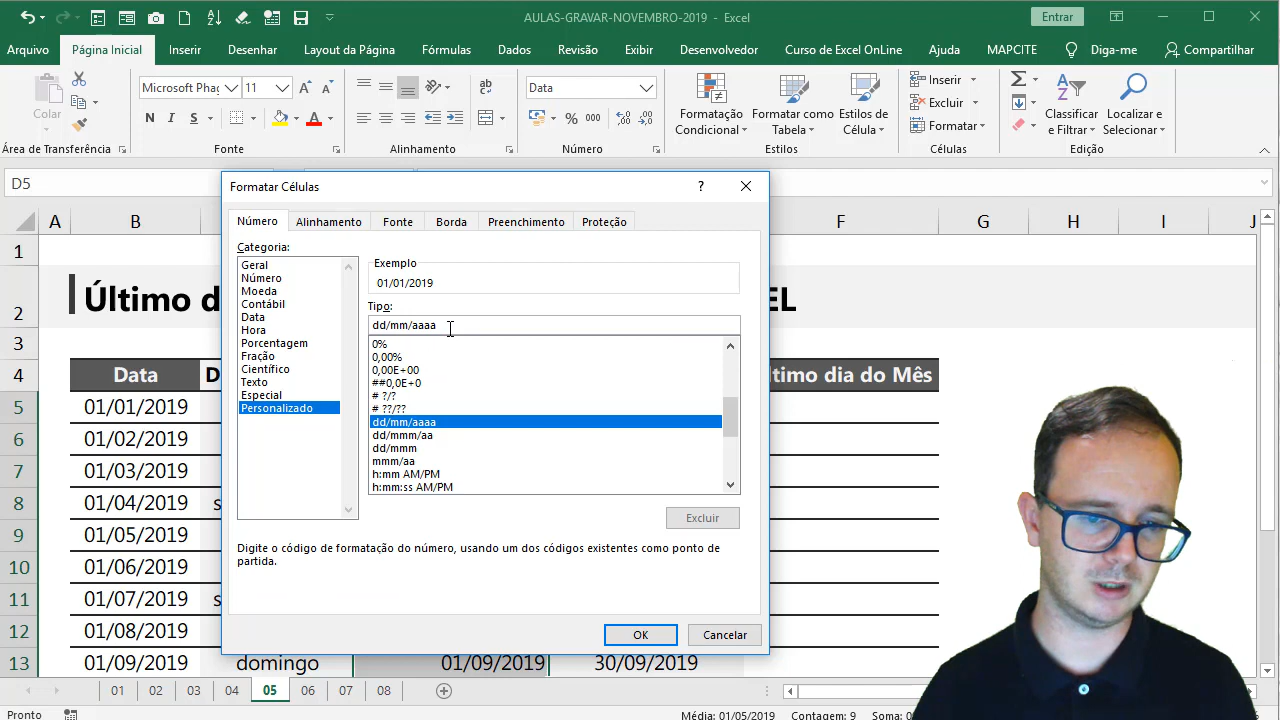 AULAS-GRAVAR-NOVEMBRO-2019 - Excel
Entrar
Arquivo
Página Inicial
Inserir
Desenhar
Layout da Página
Fórmulas
Dados
Revisão
Exibir
Desenvolvedor
Curso de Excel OnLine
Ajuda
MAPCITE
Diga-me
Compartilhar
Colar
Microsoft Phag
11
Data
Formatação Condicional
Formatar como Tabela
Estilos de Célula
Inserir
Excluir
Formatar
Classificar e Filtrar
Localizar e Selecionar
N I S
% 000
Área de Transferência
Fonte
Alinhamento
Número
Estilos
Células
Edição
D5
Formatar Células
?
Número
Alinhamento
Fonte
Borda
Preenchimento
Proteção
Categoria:
Geral
Número
Moeda
Contábil
Data
Hora
Porcentagem
Fração
Científico
Texto
Especial
Personalizado
Exemplo
01/01/2019
Tipo:
dd/mm/aaaa
0%
0,00%
0,00E+00
##0,0E+0
# ?/?
# ??/??
dd/mm/aaaa
dd/mmm/aa
dd/mmm
mmm/aa
h:mm AM/PM
h:mm:ss AM/PM
Excluir
Digite o código de formatação do número, usando um dos códigos existentes como ponto de
partida.
OK
Cancelar
A B F G H I J
1
2 Último d EL
3
4 Data D ltimo dia do Mês
5 01/01/2019
6 01/02/2019
7 01/03/2019
8 01/04/2019 s
9 01/05/2019
10 01/06/2019
11 01/07/2019 s
12 01/08/2019
13 01/09/2019 domingo 01/09/2019 30/09/2019
01 02 03 04 05 06 07 08
Pronto
Média: 01/05/2019
Contagem: 9
Soma: 0